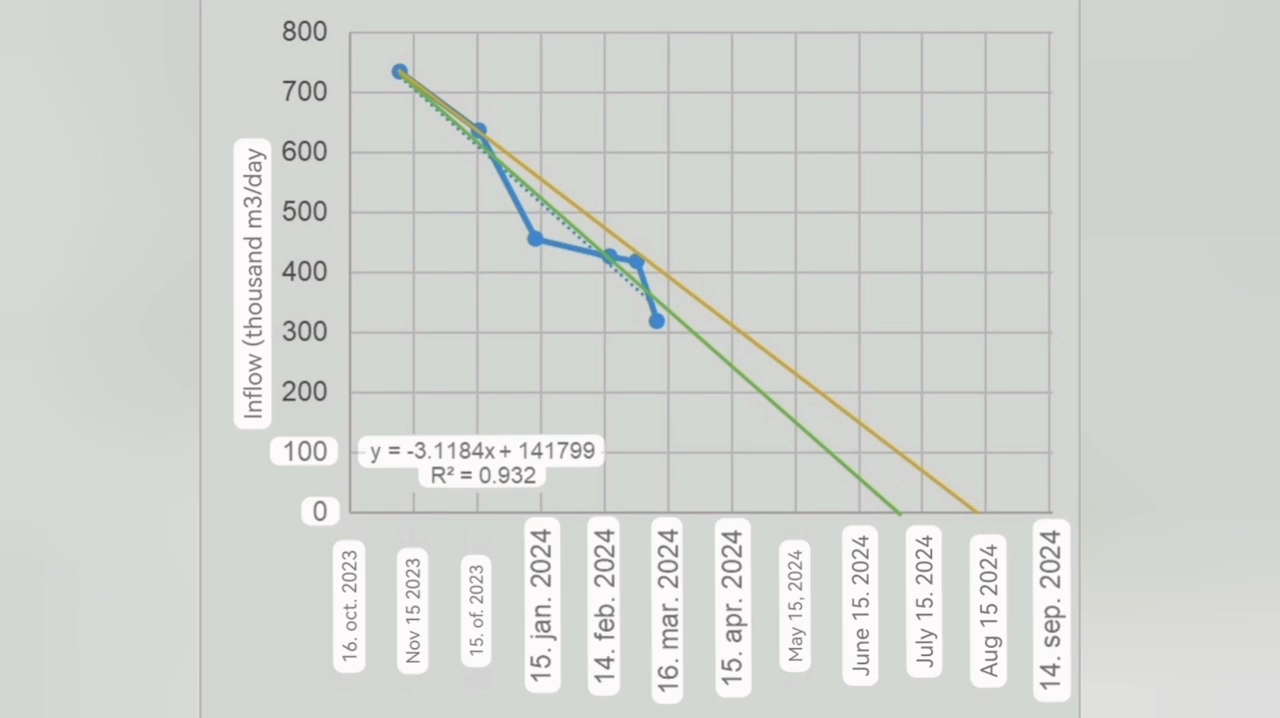 800
700
600
500
400
300
200
100
0
Inflow (thousand m3/day
y = -3.1184x + 141799
R² = 0.932
16. oct. 2023
Nov 15 2023
15. of. 2023
15. jan. 2024
14. feb. 2024
16. mar. 2024
15. apr. 2024
May 15, 2024
June 15. 2024
July 15. 2024
Aug 15 2024
14. sep. 2024